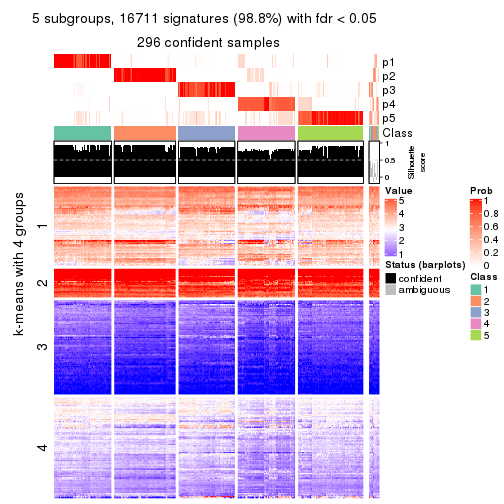 5 subgroups, 16711 signatures (98.8%) with fdr < 0.05
296 confident samples
p1
p2
p3
p4
p5
Class
1
0.5
0
Silhouette
score
k-means with 4 groups
1
2
3
4
Value
5
4
3
2
1
Status (barplots)
confident
ambiguous
Prob
1
0.8
0.6
0.4
0.2
0
Class
1
2
3
4
5